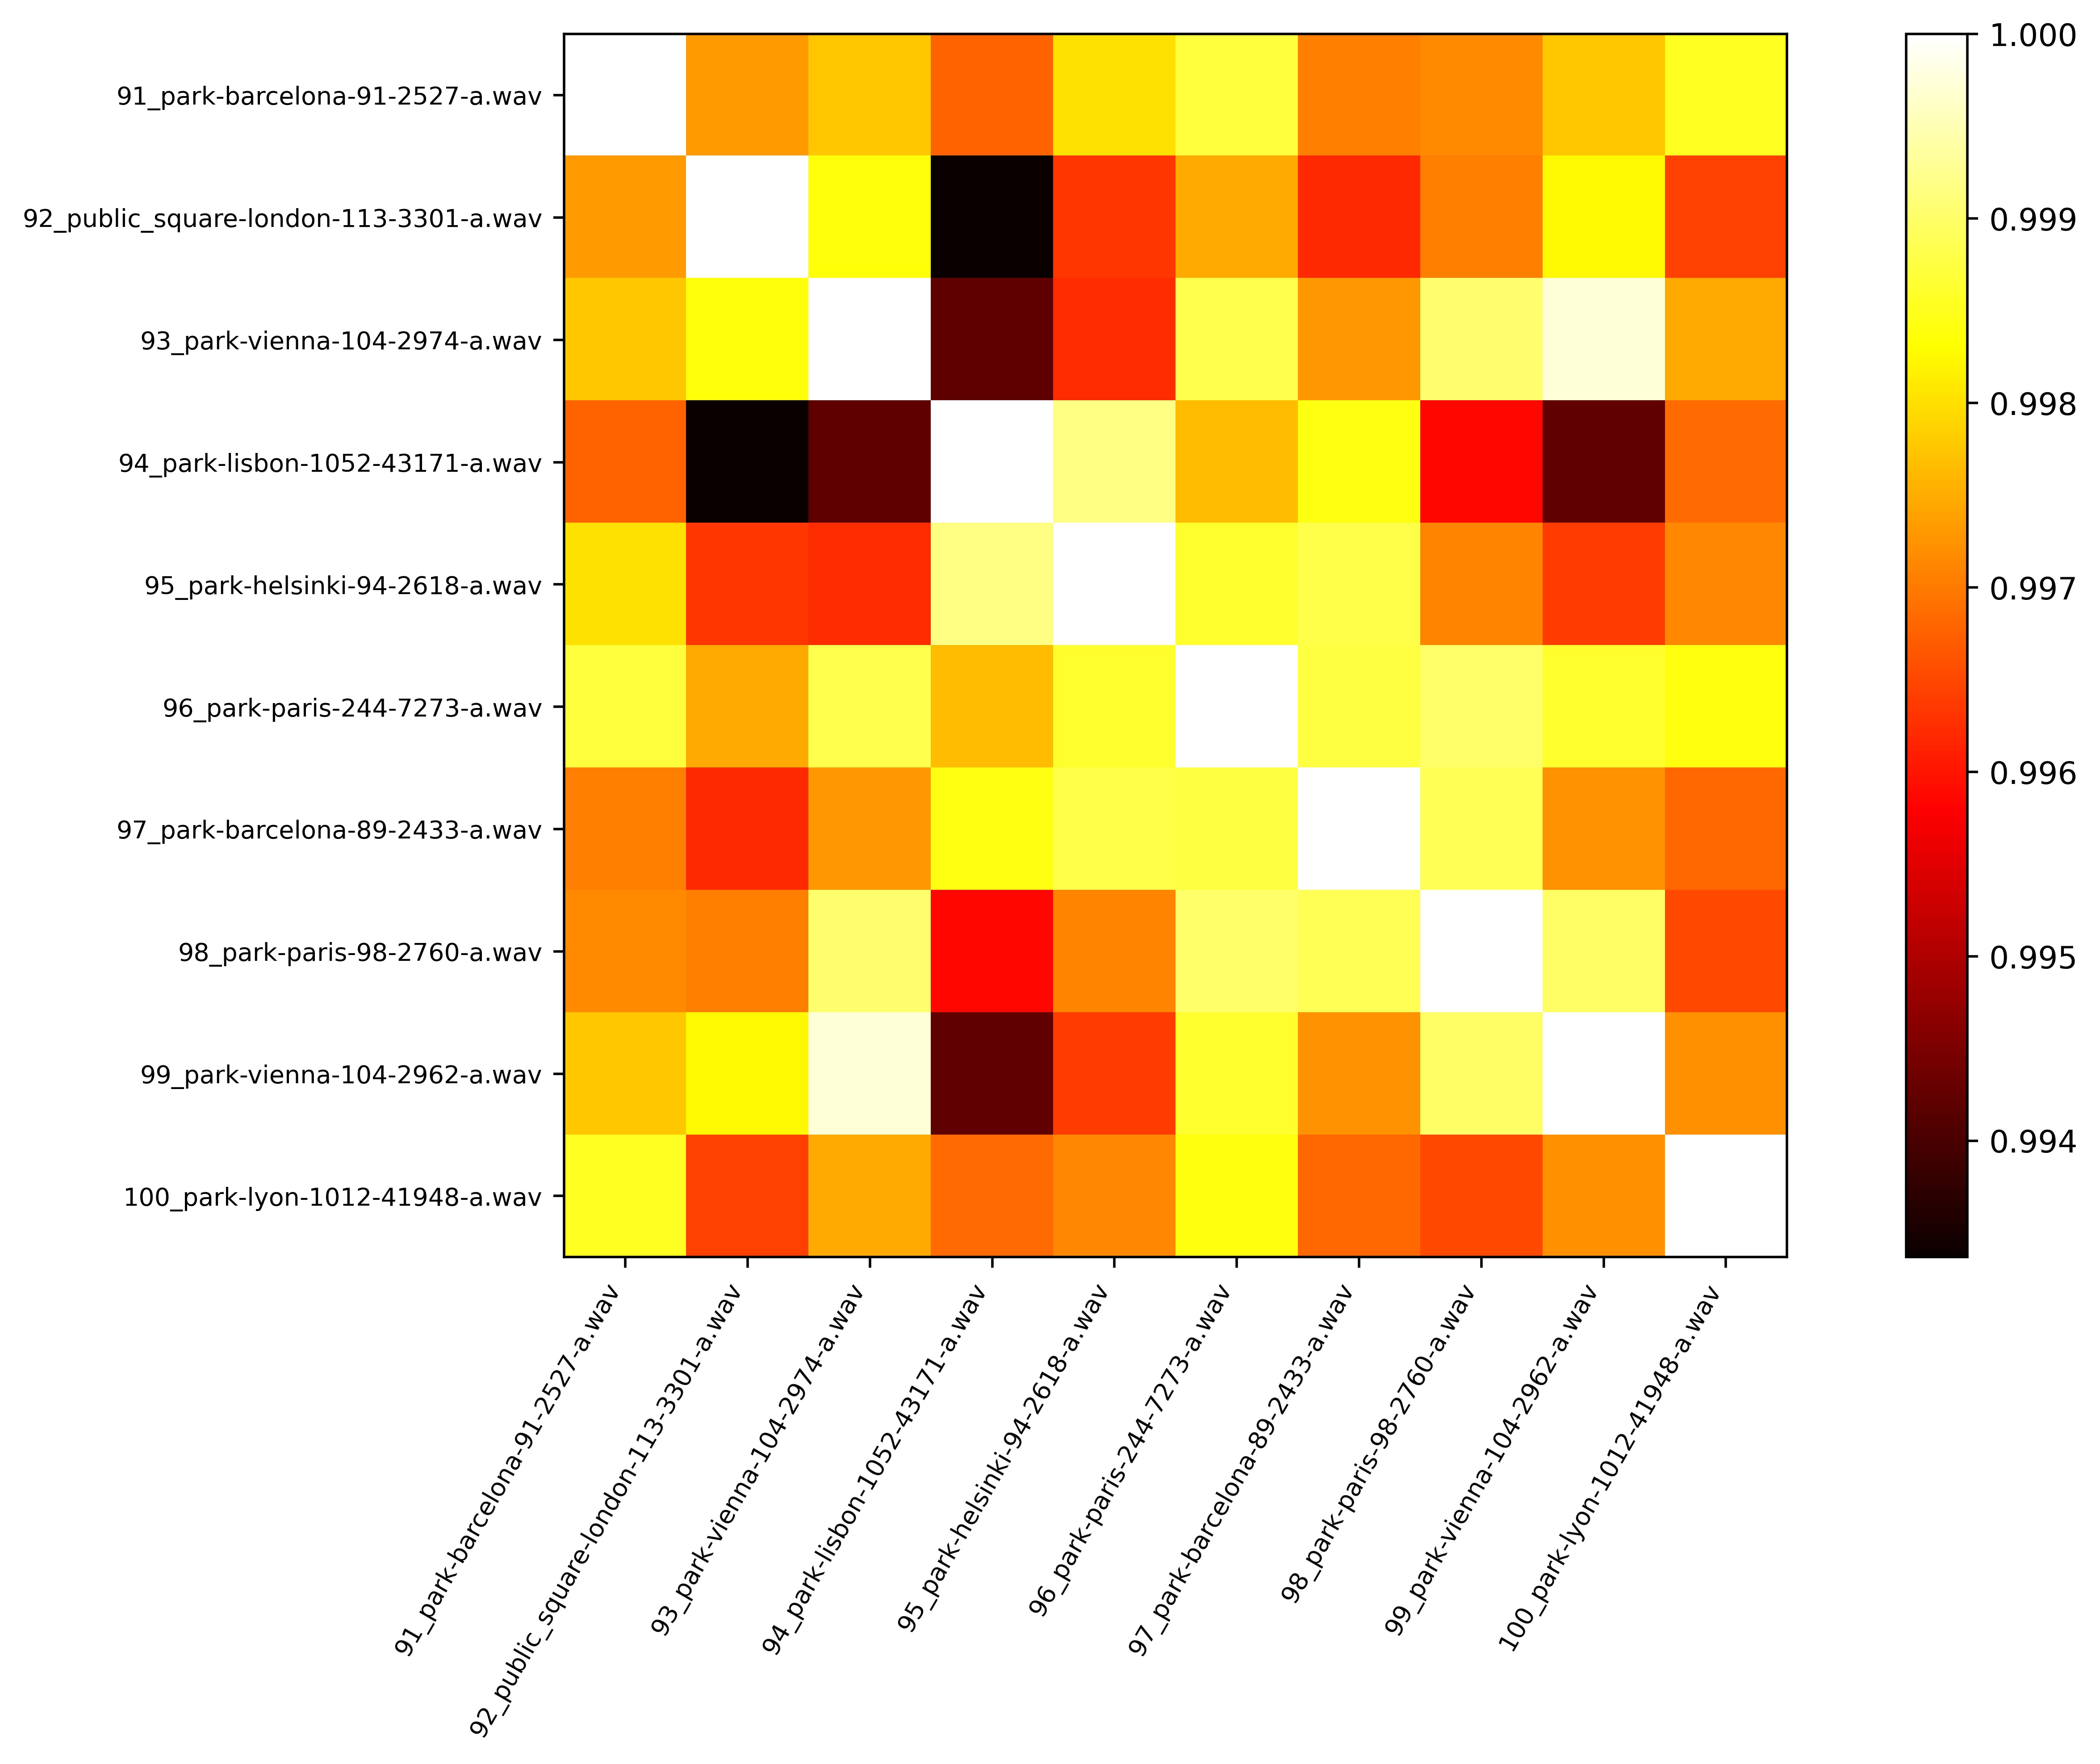 91_park-barcelona-91-2527-a.wav
92_public_square-london-113-3301-a.wav
93_park-vienna-104-2974-a.wav
94_park-lisbon-1052-43171-a.wav
95_park-helsinki-94-2618-a.wav
96_park-paris-244-7273-a.wav
97_park-barcelona-89-2433-a.wav
98_park-paris-98-2760-a.wav
99_park-vienna-104-2962-a.wav
100_park-lyon-1012-41948-a.wav
91_park-barcelona-91-2527-a.wav
92_public_square-london-113-3301-a.wav
93_park-vienna-104-2974-a.wav
94_park-lisbon-1052-43171-a.wav
95_park-helsinki-94-2618-a.wav
96_park-paris-244-7273-a.wav
97_park-barcelona-89-2433-a.wav
98_park-paris-98-2760-a.wav
99_park-vienna-104-2962-a.wav
100_park-lyon-1012-41948-a.wav
1.000
0.999
0.998
0.997
0.996
0.995
0.994